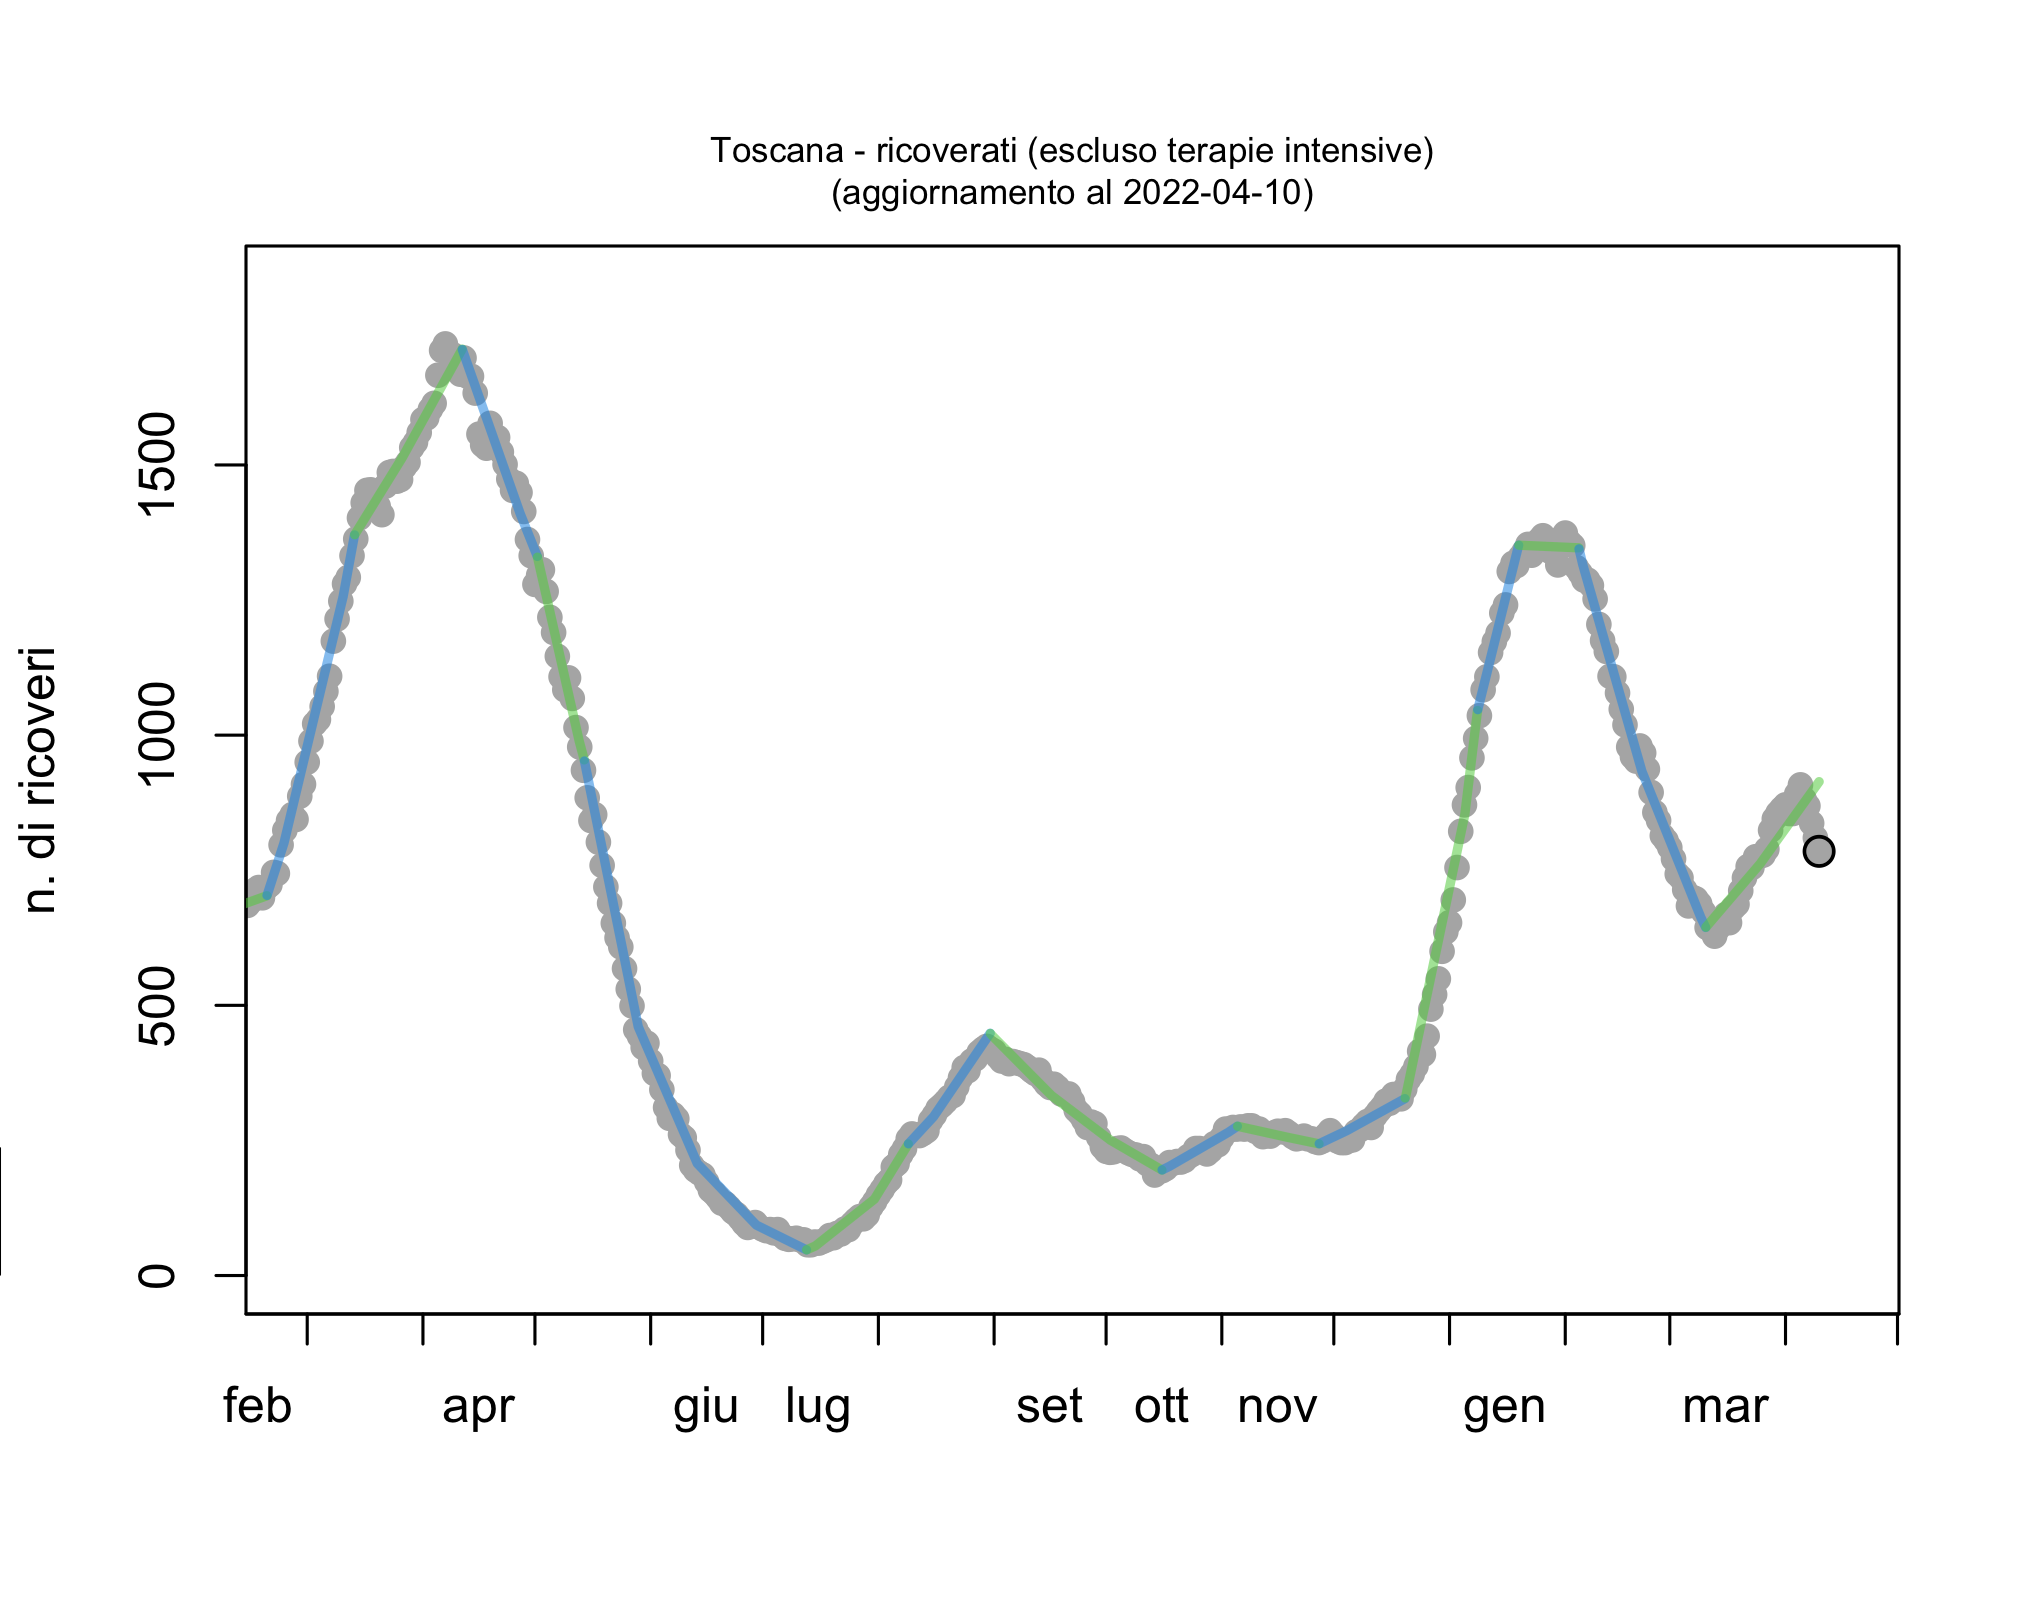 Toscana - ricoverati (escluso terapie intensive)
(aggiornamento al 2022-04-10)
n. di ricoveri
1500
1000
500
0
feb apr giu lug set ott nov gen mar